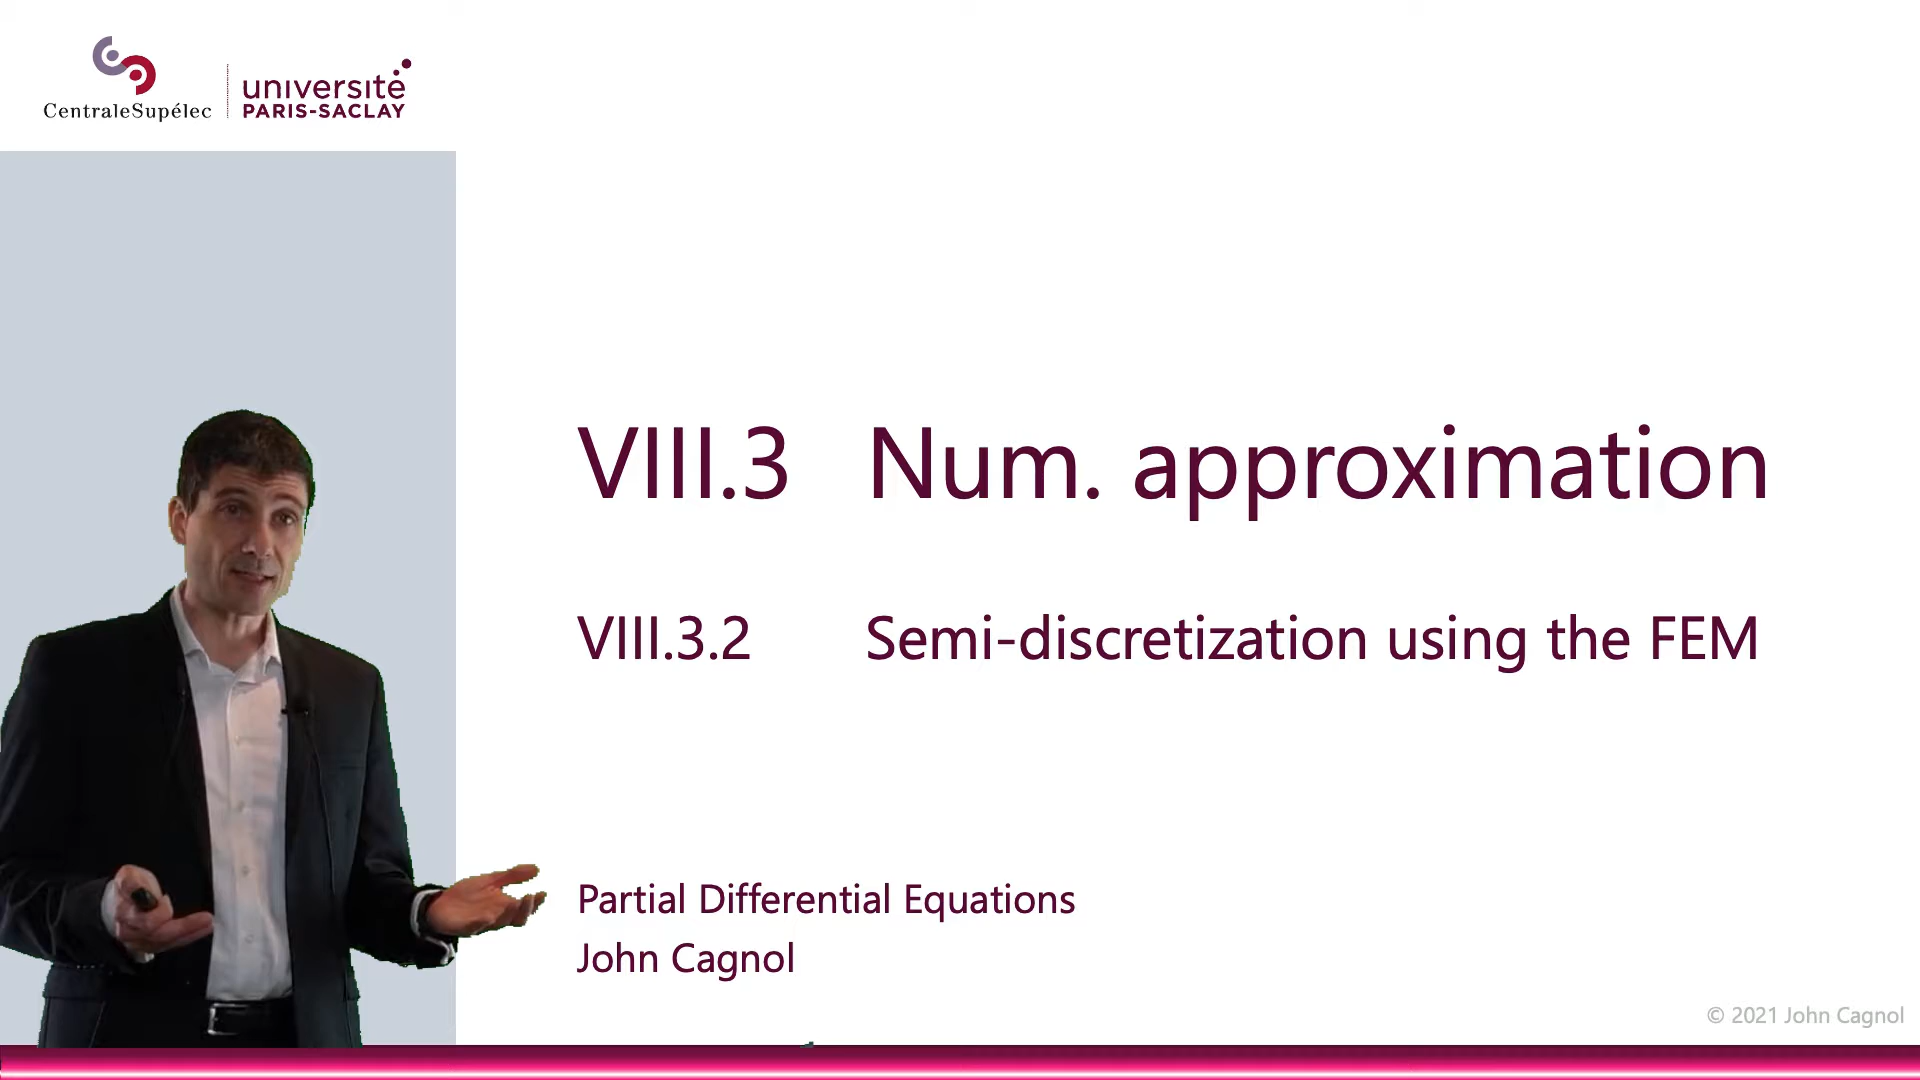 CentraleSupélec
université
PARIS-SACLAY
VIII.3 Num. approximation
VIII.3.2 Semi-discretization using the FEM
Partial Differential Equations
John Cagnol
© 2021 John Cagnol